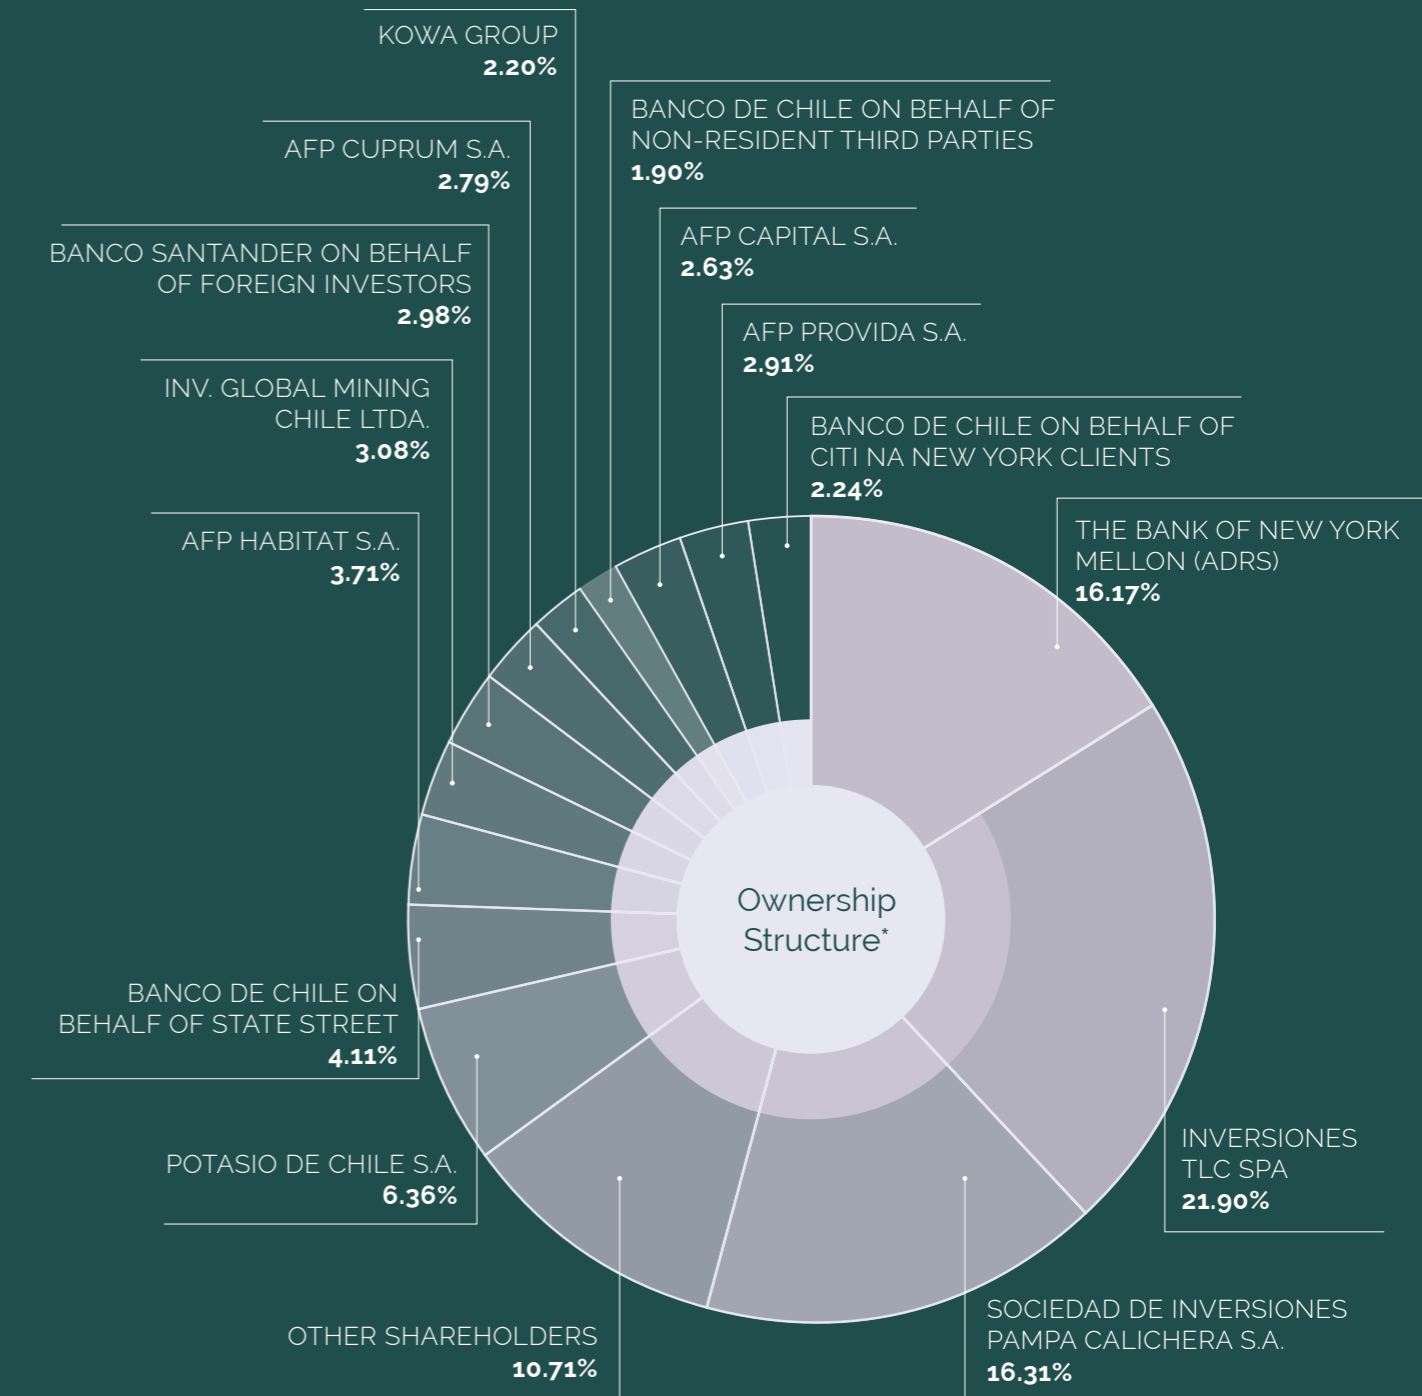 KOWA GROUP
2.20%
BANCO DE CHILE ON BEHALF OF
NON-RESIDENT THIRD PARTIES
1.90%
AFP CUPRUM S.A.
2.79%
AFP CAPITAL S.A.
2.63%
BANCO SANTANDER ON BEHALF
OF FOREIGN INVESTORS
2.98%
AFP PROVIDA S.A.
2.91%
INV. GLOBAL MINING
CHILE LTDA.
3.08%
BANCO DE CHILE ON BEHALF OF
CITI NA NEW YORK CLIENTS
2.24%
THE BANK OF NEW YORK
MELLON (ADRS)
16.17%
AFP HABITAT S.A.
3.71%
Ownership
Structure*
BANCO DE CHILE ON
BEHALF OF STATE STREET
4.11%
POTASIO DE CHILE S.A.
6.36%
INVERSIONES
TLC SPA
21.90%
OTHER SHAREHOLDERS
10.71%
SOCIEDAD DE INVERSIONES
PAMPA CALICHERA S.A.
16.31%